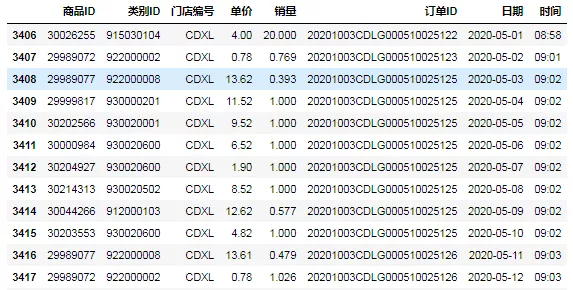 商品ID 类别ID 门店编号 单价 销量 订单ID 日期 时间
3406 30026255 915030104 CDXL 4.00 20.000 20201003CDLG000510025122 2020-05-01 08:58
3407 29989072 922000002 CDXL 0.78 0.769 20201003CDLG000510025123 2020-05-02 09:01
3408 29989077 922000008 CDXL 13.62 0.393 20201003CDLG000510025125 2020-05-03 09:02
3409 29999817 930000201 CDXL 11.52 1.000 20201003CDLG000510025125 2020-05-04 09:02
3410 30202566 930020001 CDXL 9.52 1.000 20201003CDLG000510025125 2020-05-05 09:02
3411 30000984 930020600 CDXL 6.52 1.000 20201003CDLG000510025125 2020-05-06 09:02
3412 30204927 930020600 CDXL 1.90 1.000 20201003CDLG000510025125 2020-05-07 09:02
3413 30214313 930020502 CDXL 8.52 1.000 20201003CDLG000510025125 2020-05-08 09:02
3414 30044266 912000103 CDXL 12.62 0.577 20201003CDLG000510025125 2020-05-09 09:02
3415 30203553 930020600 CDXL 4.82 1.000 20201003CDLG000510025125 2020-05-10 09:02
3416 29989077 922000008 CDXL 13.61 0.479 20201003CDLG000510025126 2020-05-11 09:03
3417 29989072 922000002 CDXL 0.78 1.026 20201003CDLG000510025126 2020-05-12 09:03